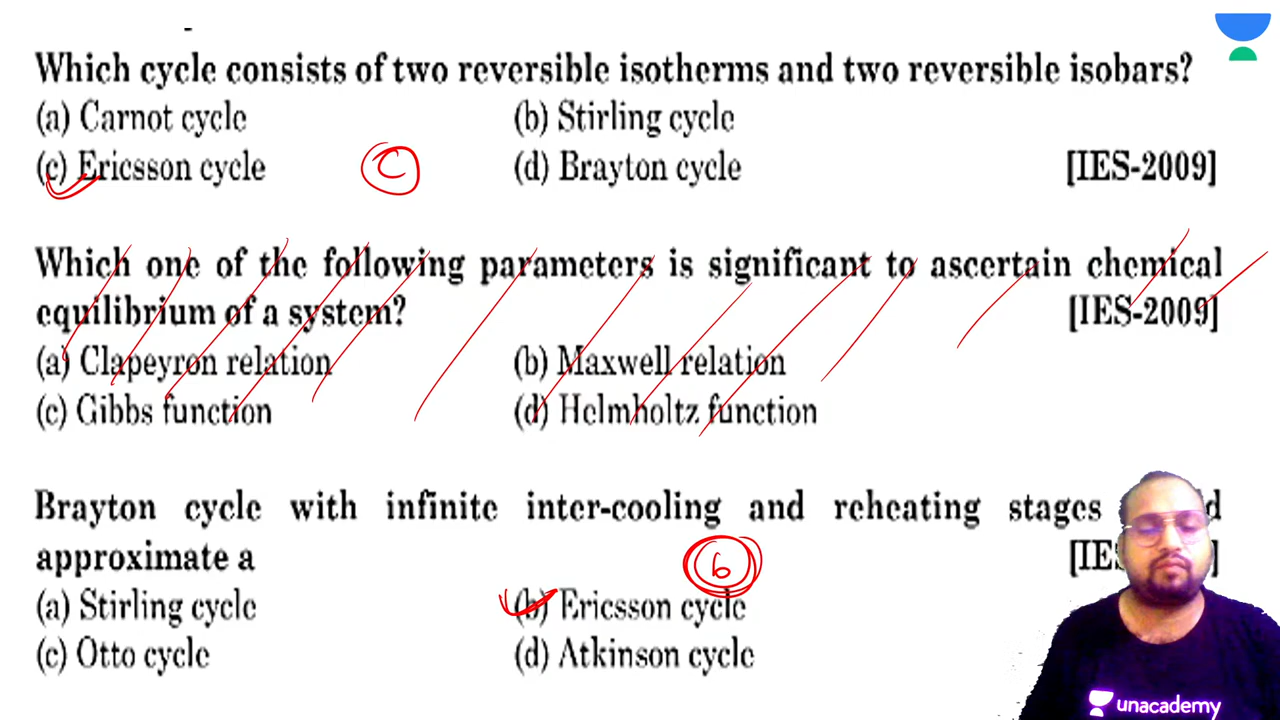 Which cycle consists of two reversible isotherms and two reversible isobars?
(a) Carnot cycle (b) Stirling cycle
(c) Ericsson cycle C (d) Brayton cycle [IES-2009]
Which one of the following parameters is significant to ascertain chemical
equilibrium of a system? [IES-2009]
(a) Clapeyron relation (b) Maxwell relation
(c) Gibbs function (d) Helmholtz function
Brayton cycle with infinite inter-cooling and reheating stages
approximate a b
(a) Stirling cycle (b) Ericsson cycle
(c) Otto cycle (d) Atkinson cycle
unacademy